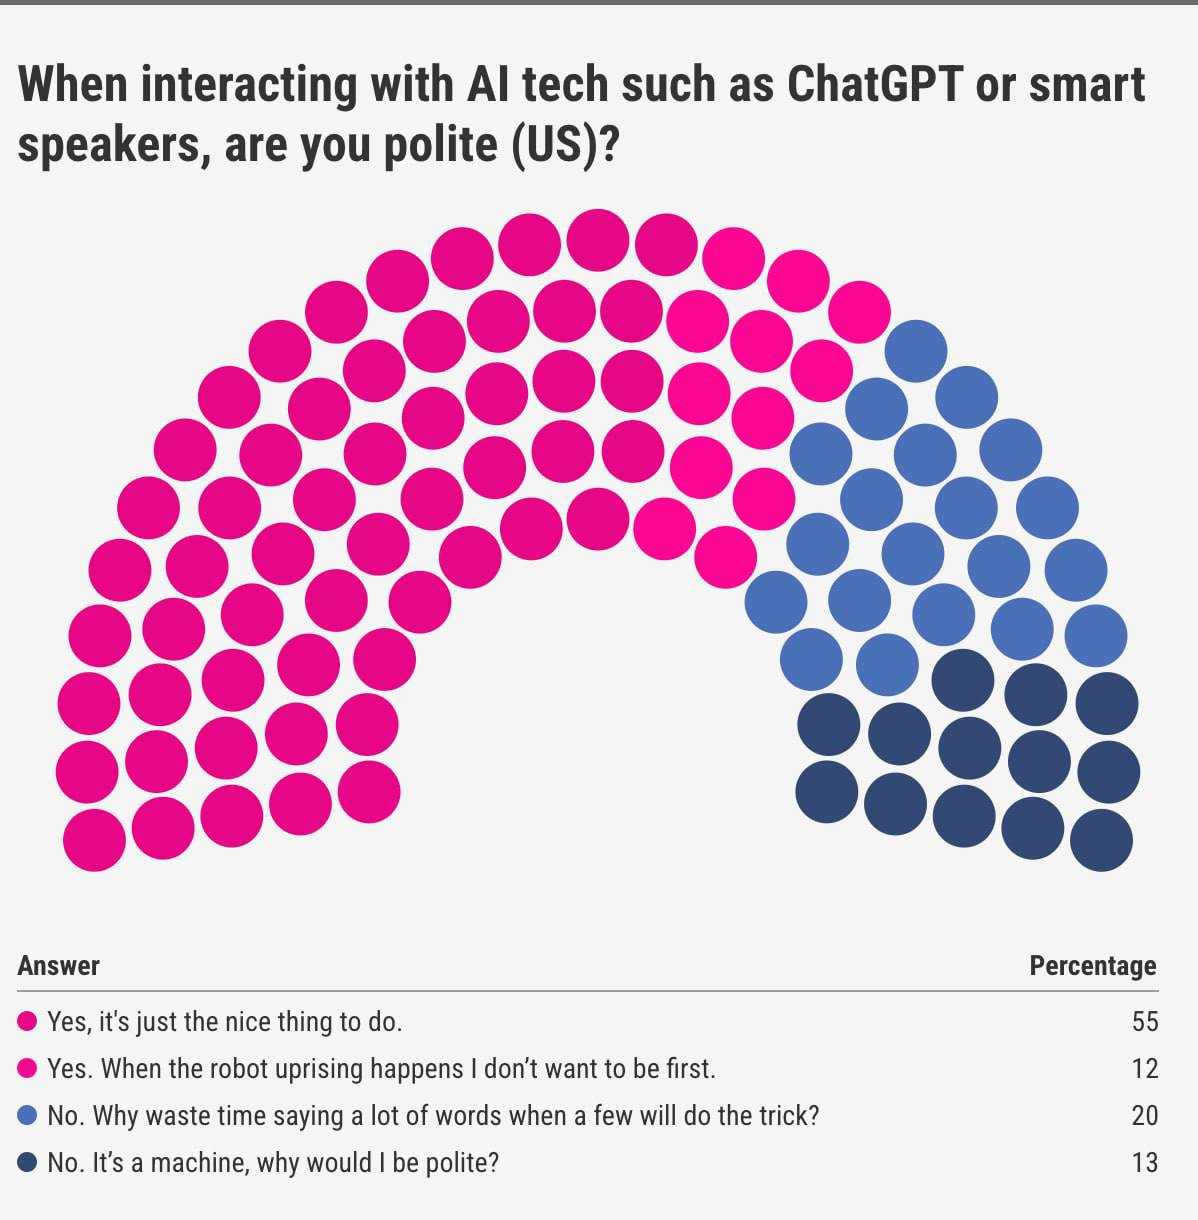 When interacting with AI tech such as ChatGPT or smart
speakers, are you polite (US)?
Answer Percentage
Yes, it's just the nice thing to do. 55
Yes. When the robot uprising happens I don’t want to be first. 12
No. Why waste time saying a lot of words when a few will do the trick? 20
No. It’s a machine, why would I be polite? 13